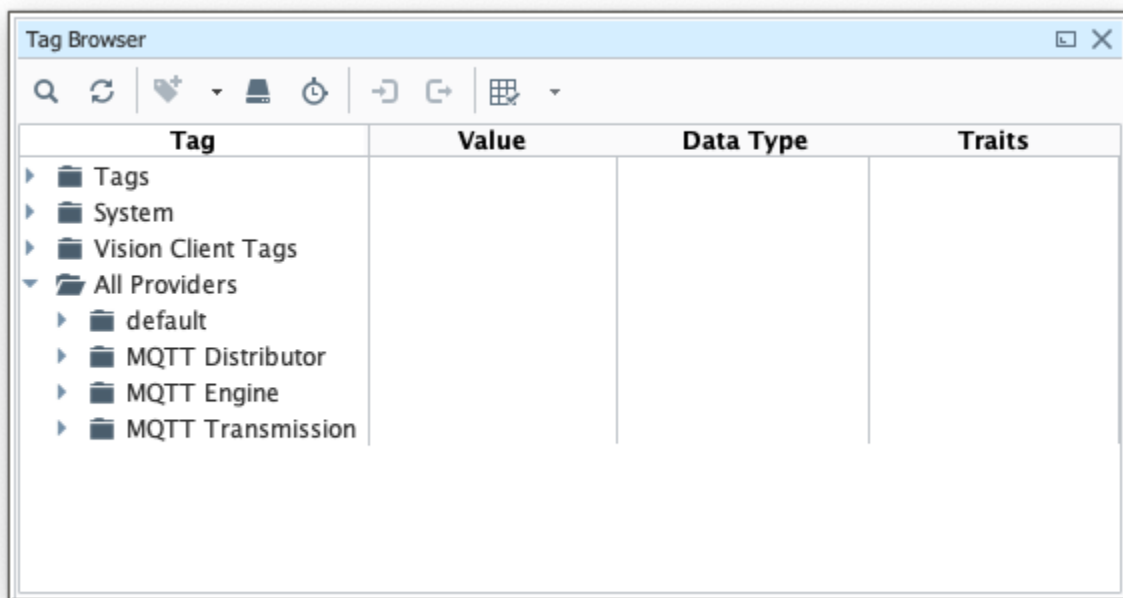 Tag Browser
Tag Value Data Type Traits
Tags
System
Vision Client Tags
All Providers
default
MQTT Distributor
MQTT Engine
MQTT Transmission